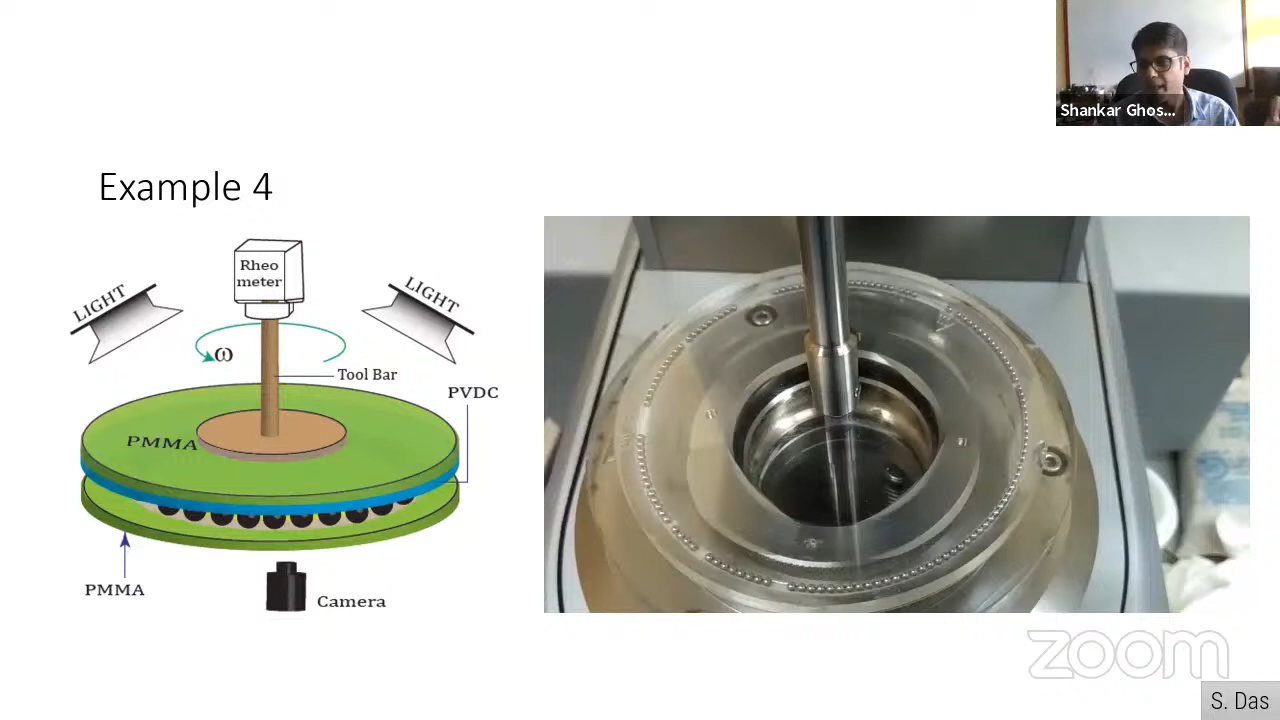 Shankar Ghos...
Example 4
Rheo
meter
LIGHT
LIGHT
ω
Tool Bar
PVDC
PMMA
PMMA
Camera
zoom
S. Das